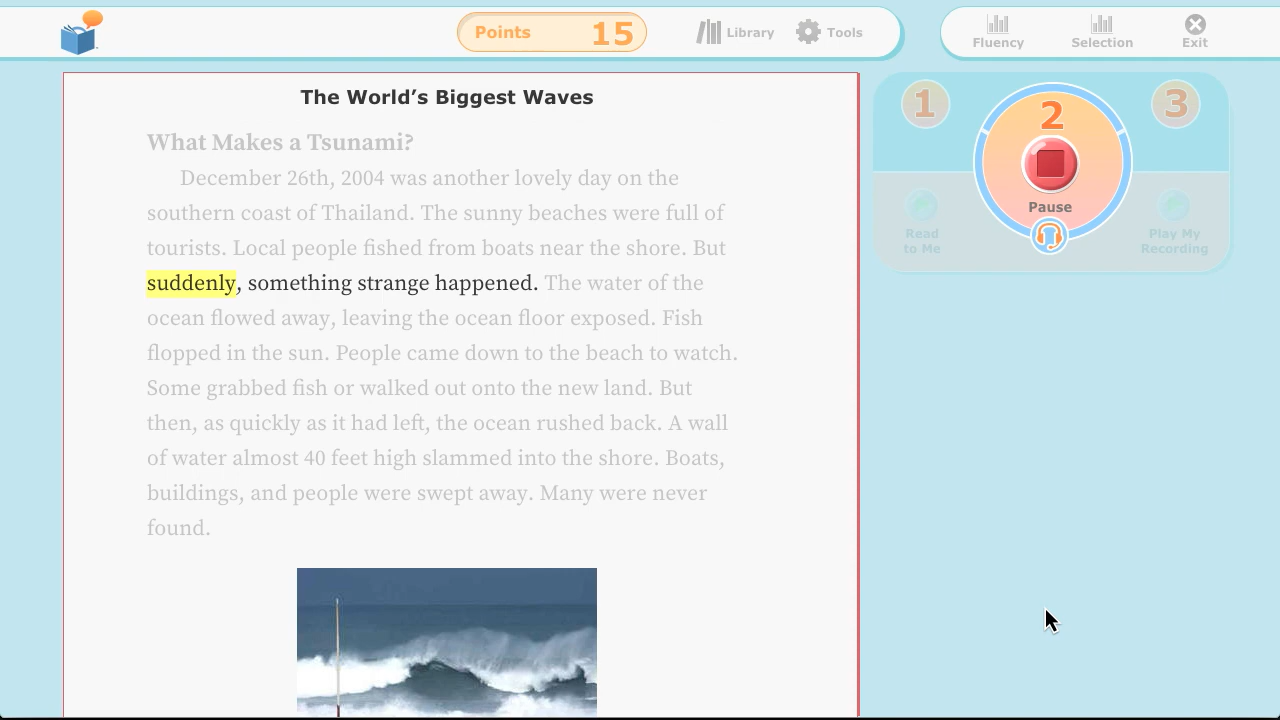 Points 15 Library Tools Fluency Selection Exit
The World's Biggest Waves
What Makes a Tsunami?
December 26th, 2004 was another lovely day on the
southern coast of Thailand. The sunny beaches were full of
tourists. Local people fished from boats near the shore. But
suddenly, something strange happened. The water of the
ocean flowed away, leaving the ocean floor exposed. Fish
flopped in the sun. People came down to the beach to watch.
Some grabbed fish or walked out onto the new land. But
then, as quickly as it had left, the ocean rushed back. A wall
of water almost 40 feet high slammed into the shore. Boats,
buildings, and people were swept away. Many were never
found.
1 2 3
Pause
Read
to Me
Play My
Recording